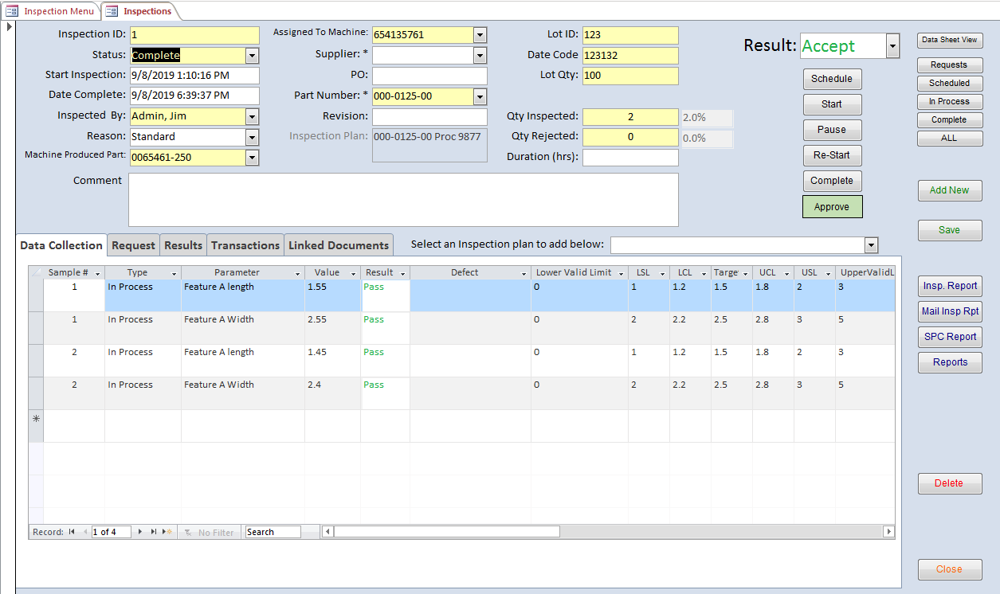 Inspection Menu Inspections
Inspection ID: 1 Assigned To Machine: 654135761 Lot ID: 123 Result: Accept Data Sheet View
Status: Complete Supplier: * Date Code 123132
Start Inspection: 9/8/2019 1:10:16 PM PO: Lot Qty: 100
Date Complete: 9/8/2019 6:39:37 PM Part Number: * 000-0125-00
Inspected By: Admin, Jim Revision: Qty Inspected: 2 2.0%
Reason: Standard Inspection Plan: 000-0125-00 Proc 9877 Qty Rejected: 0 0.0%
Machine Produced Part: 0065461-250 Duration (hrs):
Comment
Schedule
Start
Pause
Re-Start
Complete
Approve
Requests
Scheduled
In Process
Complete
ALL
Add New
Save
Data Collection Request Results Transactions Linked Documents Select an Inspection plan to add below:
Sample # Type Parameter Value Result Defect Lower Valid Limit LSL LCL Targe UCL USL UpperValidL
1 In Process Feature A length 1.55 Pass 0 1 1.2 1.5 1.8 2 3
1 In Process Feature A Width 2.55 Pass 0 2 2.2 2.5 2.8 3 5
2 In Process Feature A length 1.45 Pass 0 1 1.2 1.5 1.8 2 3
2 In Process Feature A Width 2.4 Pass 0 2 2.2 2.5 2.8 3 5
Insp. Report
Mail Insp Rpt
SPC Report
Reports
Delete
Record: 1 of 4 No Filter Search
Close